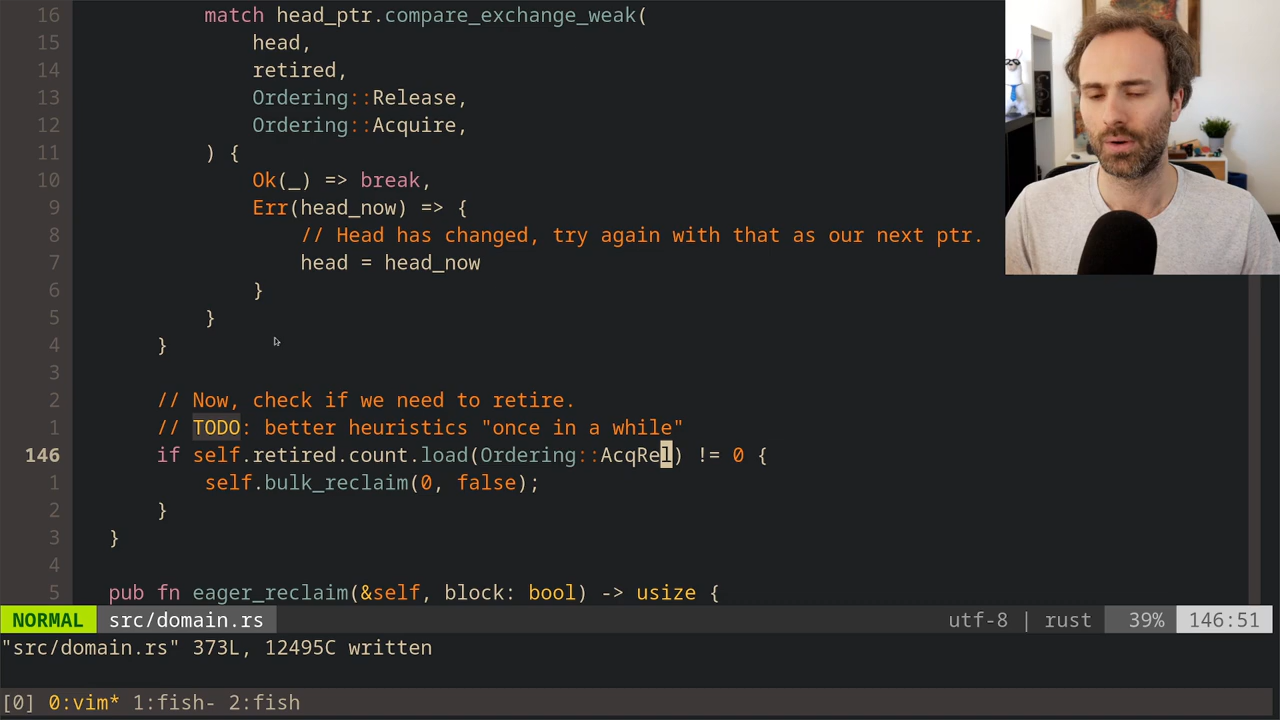 16 match head_ptr.compare_exchange_weak(
15 head,
14 retired,
13 Ordering::Release,
12 Ordering::Acquire,
11 ) {
10 Ok(_) => break,
9 Err(head_now) => {
8 // Head has changed, try again with that as our next ptr.
7 head = head_now
6 }
5 }
4 }
3
2 // Now, check if we need to retire.
1 // TODO: better heuristics "once in a while"
146 if self.retired.count.load(Ordering::AcqRel) != 0 {
1 self.bulk_reclaim(0, false);
2 }
3 }
4
5 pub fn eager_reclaim(&self, block: bool) -> usize {
NORMAL src/domain.rs utf-8 | rust 39% 146:51
"src/domain.rs" 373L, 12495C written
[0] 0:vim* 1:fish- 2:fish